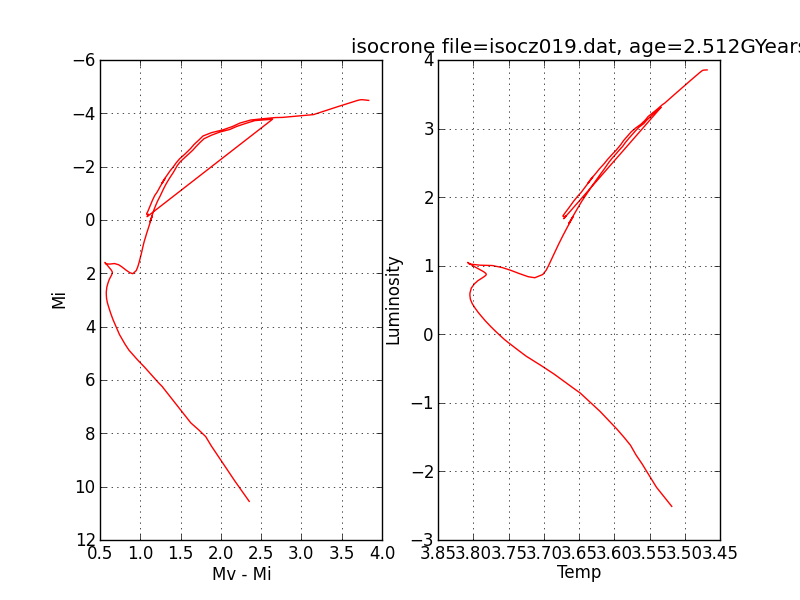 isocrone file=isocz019.dat, age=2.512GYears
−6
−4
−2
0
2
4
6
8
10
12
Mi
0.5 1.0 1.5 2.0 2.5 3.0 3.5 4.0
Mv - Mi
4
3
2
1
0
−1
−2
−3
Luminosity
3.85 3.80 3.75 3.70 3.65 3.60 3.55 3.50 3.45
Temp